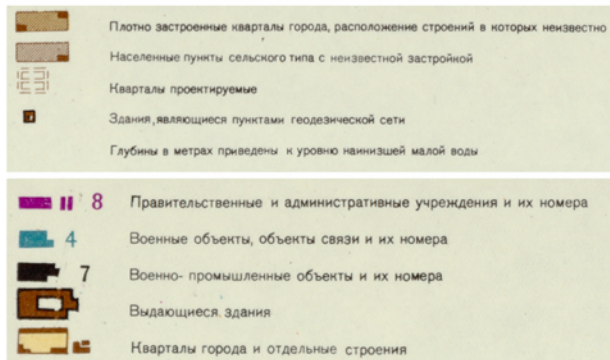 Плотно застроенные кварталы города, расположение строений в которых неизвестно
Населенные пункты сельского типа с неизвестной застройкой
Кварталы проектируемые
Здания, являющиеся пунктами геодезической сети
Глубины в метрах приведены к уровню наинизшей малой воды
8 Правительственные и административные учреждения и их номера
4 Военные объекты, объекты связи и их номера
7 Военно-промышленные объекты и их номера
Выдающиеся здания
Кварталы города и отдельные строения